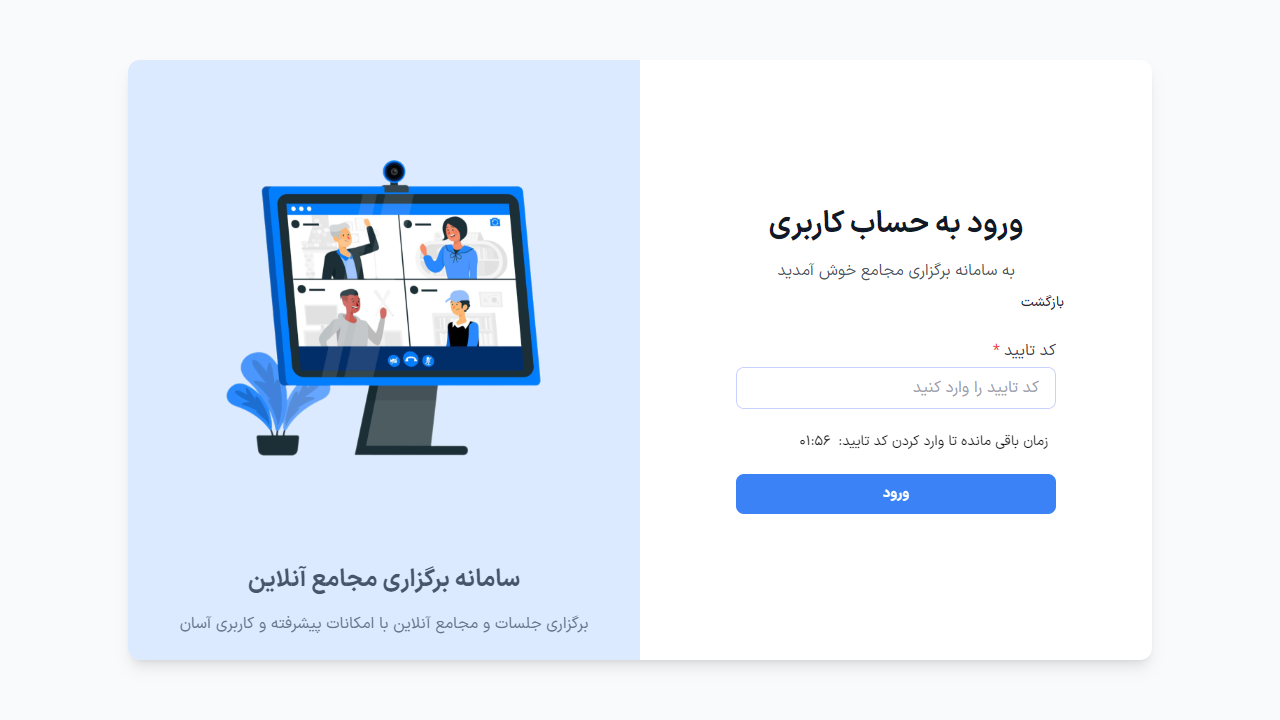 ورود به حساب کاربری
به سامانه برگزاری مجامع خوش آمدید
بازگشت
کد تایید *
کد تایید را وارد کنید
زمان باقی مانده تا وارد کردن کد تایید: ۰۱:۵۶
ورود
سامانه برگزاری مجامع آنلاین
برگزاری جلسات و مجامع آنلاین با امکانات پیشرفته و کاربری آسان